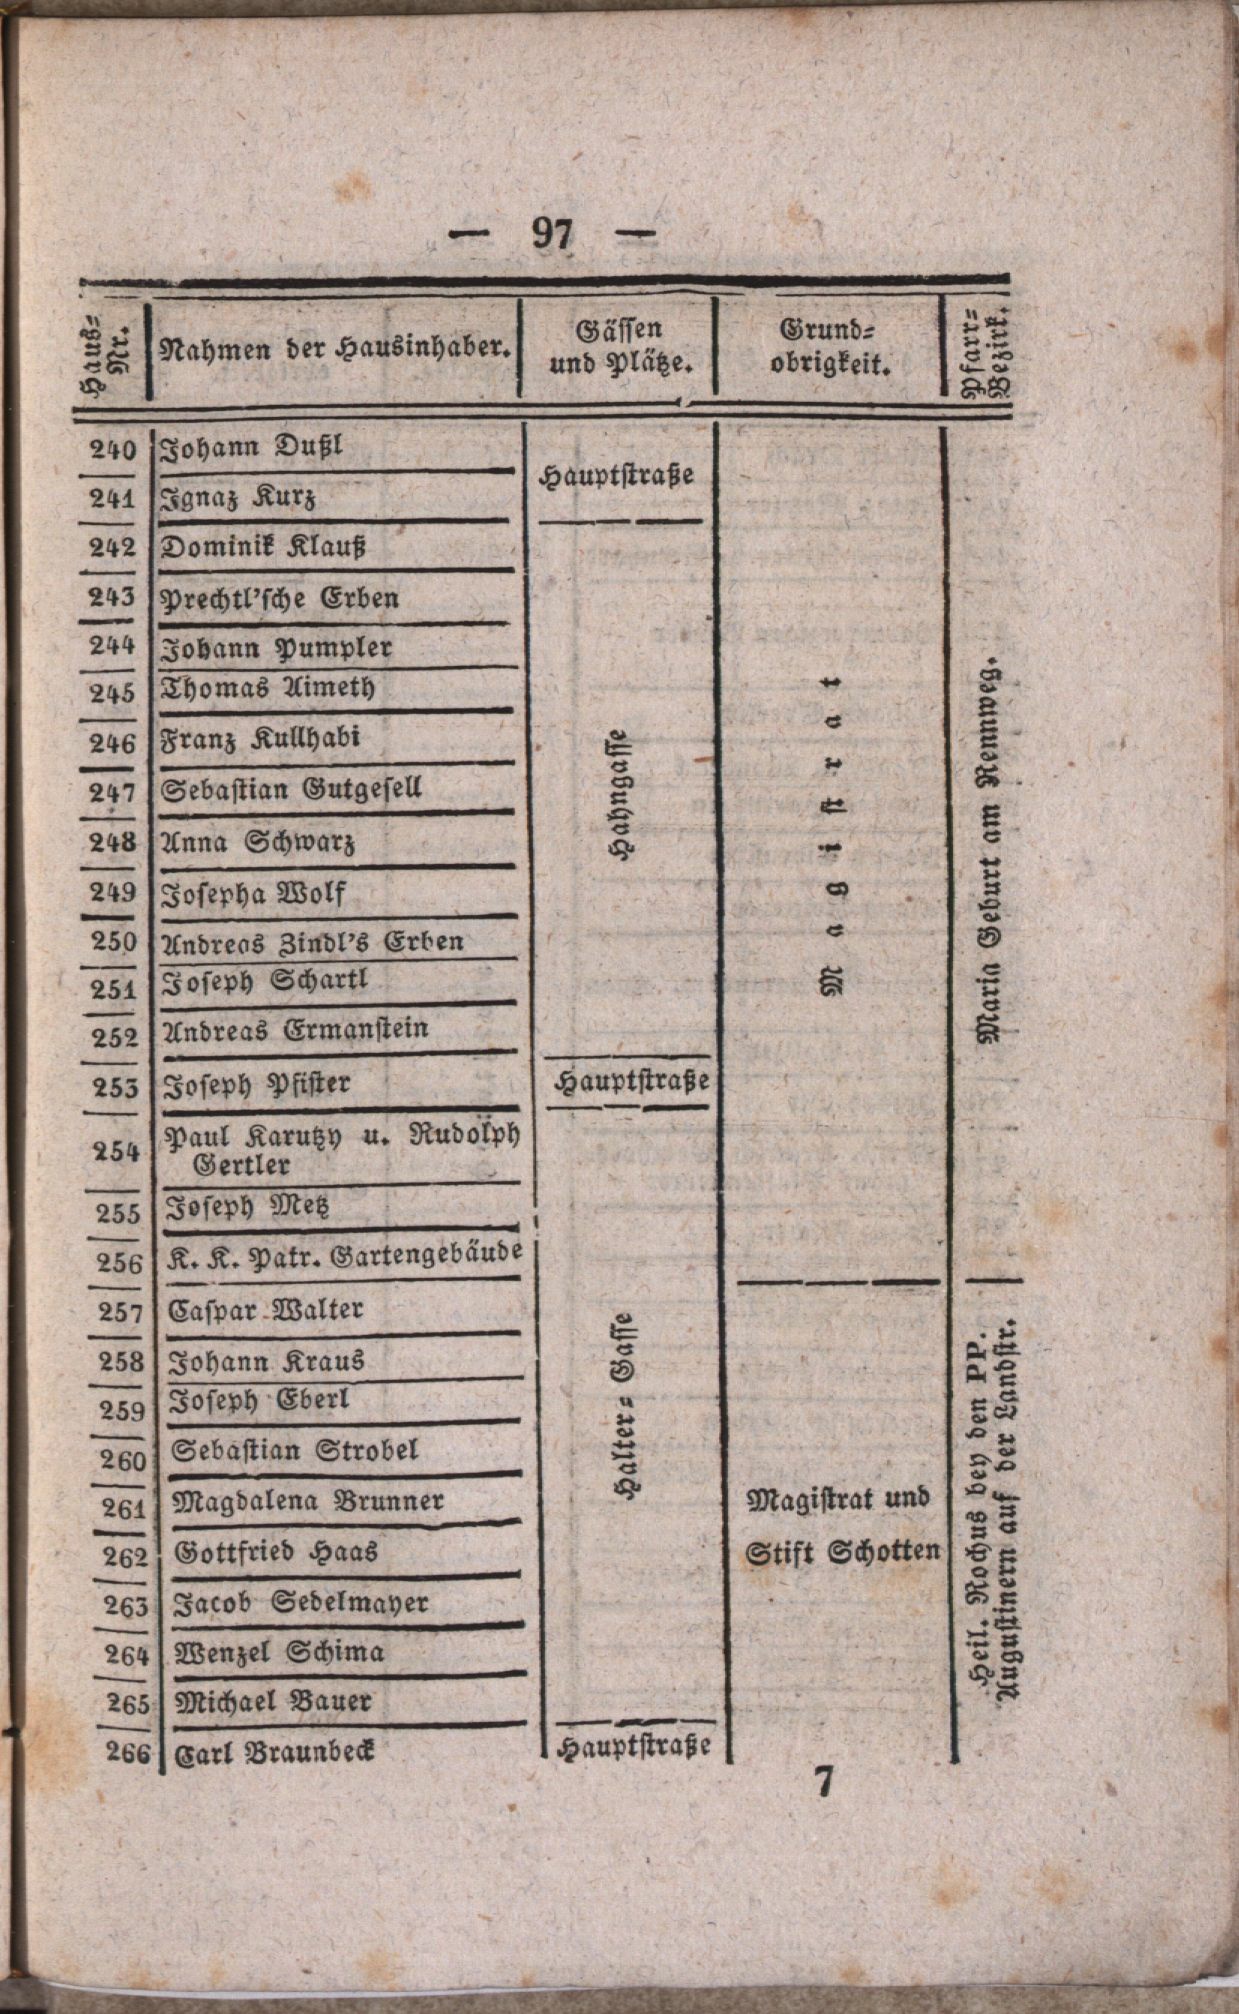 — 97 —
Haus-
Nr.
Nahmen der Hausinhaber.
Gässen
und Plätze.
Grund-
obrigkeit.
Pfarr-
Bezirk.
240 Johann Dußl
Hauptstraße
241 Ignaz Kurz
242 Dominik Klauß
243 Prechtl'sche Erben
244 Johann Pumpler
245 Thomas Aimeth
246 Franz Kullhabi
247 Sebastian Gutgesell
248 Anna Schwarz
249 Josepha Wolf
250 Andreas Zindl's Erben
251 Joseph Schartl
252 Andreas Ermanstein
Hahngasse
Magistrat
Maria Geburt am Rennweg.
253 Joseph Pfister Hauptstraße
254 Paul Karutzy u. Rudolph
Gertler
255 Joseph Metz
256 K. K. Patr. Gartengebäude
257 Caspar Walter
258 Johann Kraus
259 Joseph Eberl
260 Sebastian Strobel
261 Magdalena Brunner
262 Gottfried Haas
263 Jacob Sedelmayer
264 Wenzel Schima
265 Michael Bauer
Halter-Gasse
Magistrat und
Stift Schotten
Heil. Rochus bey den PP.
Augustinern auf der Landstr.
266 Carl Braunbeck Hauptstraße
7